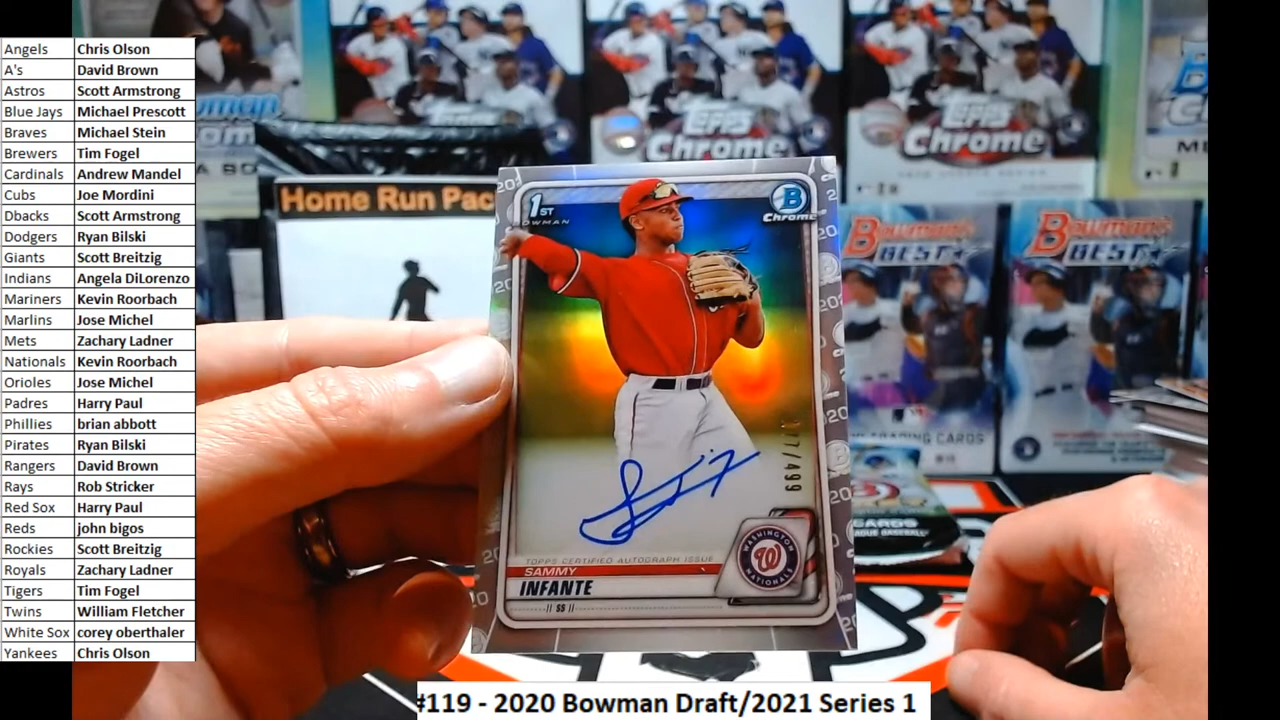 Angels Chris Olson
A's David Brown
Astros Scott Armstrong
Blue Jays Michael Prescott
Braves Michael Stein
Brewers Tim Fogel
Cardinals Andrew Mandel
Cubs Joe Mordini
Dbacks Scott Armstrong
Dodgers Ryan Bilski
Giants Scott Breitzig
Indians Angela DiLorenzo
Mariners Kevin Roorbach
Marlins Jose Michel
Mets Zachary Ladner
Nationals Kevin Roorbach
Orioles Jose Michel
Padres Harry Paul
Phillies brian abbott
Pirates Ryan Bilski
Rangers David Brown
Rays Rob Stricker
Red Sox Harry Paul
Reds john bigos
Rockies Scott Breitzig
Royals Zachary Ladner
Tigers Tim Fogel
Twins William Fletcher
White Sox corey oberthaler
Yankees Chris Olson
Topps
Chrome
Chrome
Home Run Pac
Bowman's
BEST
Bowman's
BEST
TRADING CARDS
CARDS
1ST
OWMAN
B
Chrome
/499
TOPPS CERTIFIED AUTOGRAPH ISSUE
SAMMY
INFANTE
// SS //
WASHINGTON
W
NATIONALS
#119 - 2020 Bowman Draft/2021 Series 1